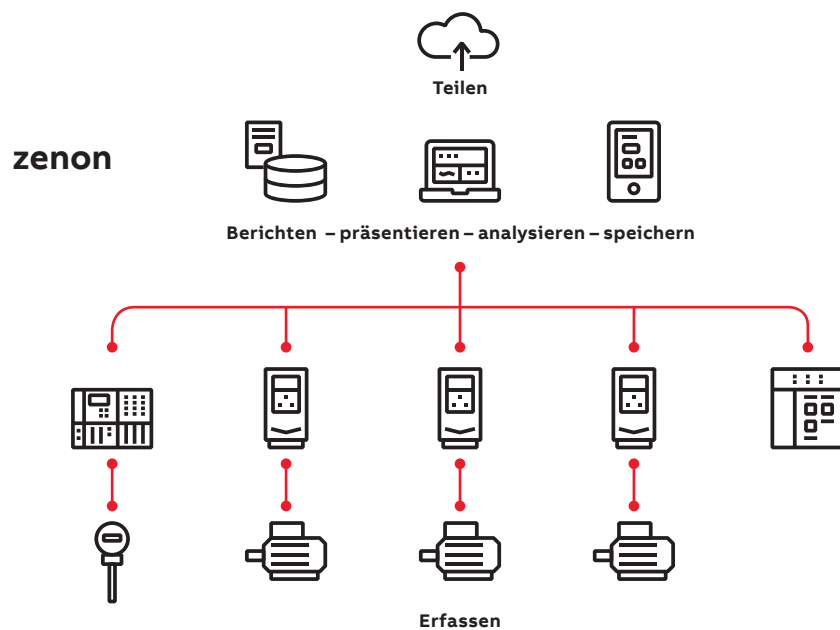 Teilen
zenon
Berichten – präsentieren – analysieren – speichern
Erfassen